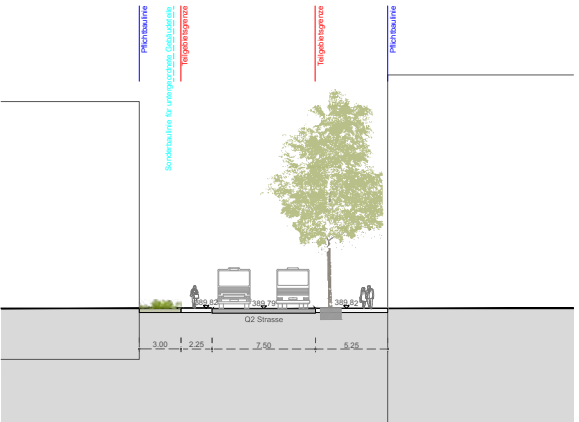 Pflichtbaulinie
Sonderbaulinie für untergeordnete Gebäudeteile
Teilgebietsgrenze
Teilgebietsgrenze
Pflichtbaulinie
389.82
389.79
389.82
Q2 Strasse
3.00
2.25
7.50
5.25